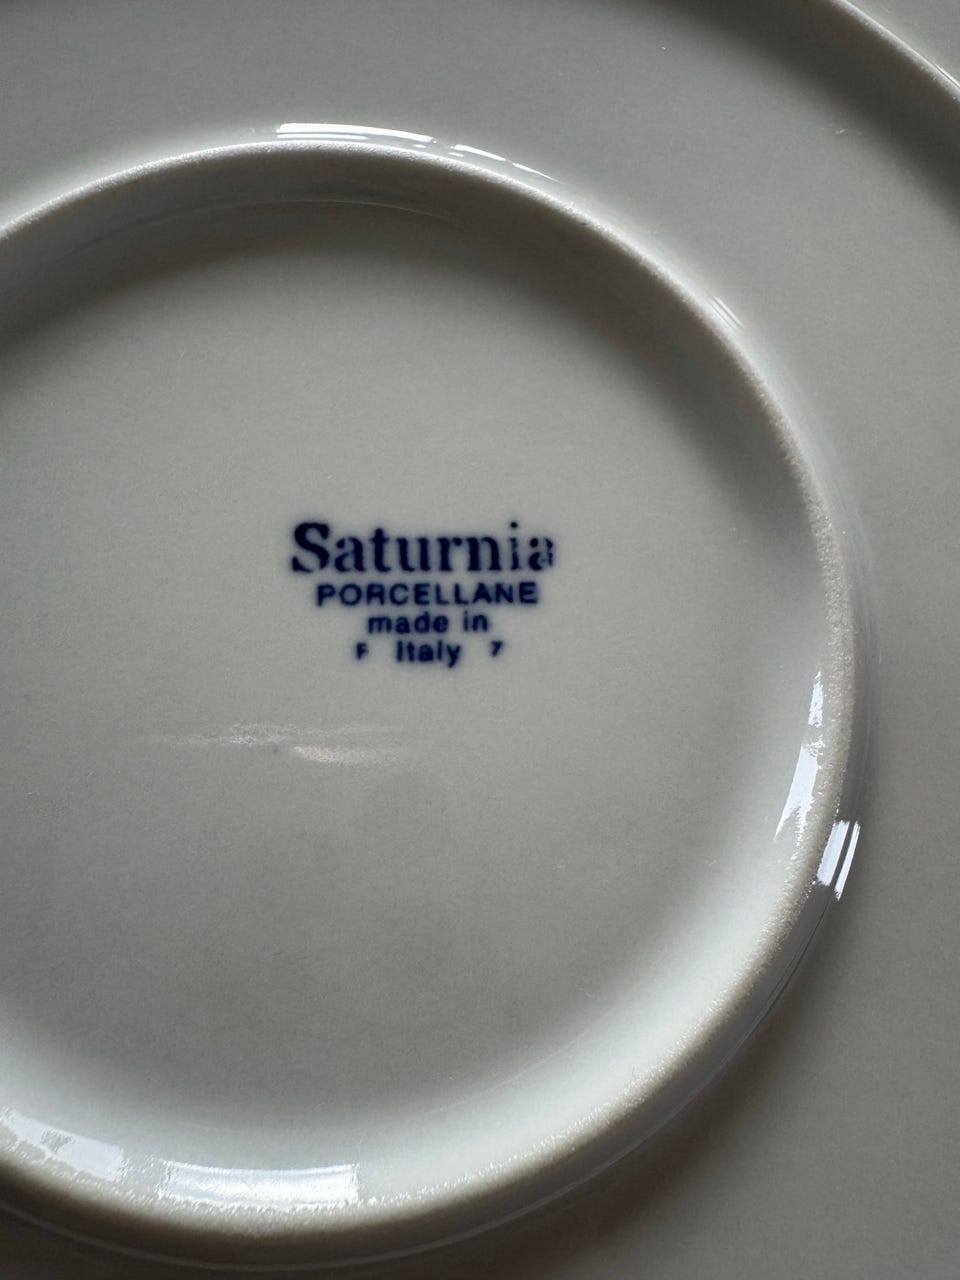 Saturnia
PORCELLANE
made in
F Italy 7